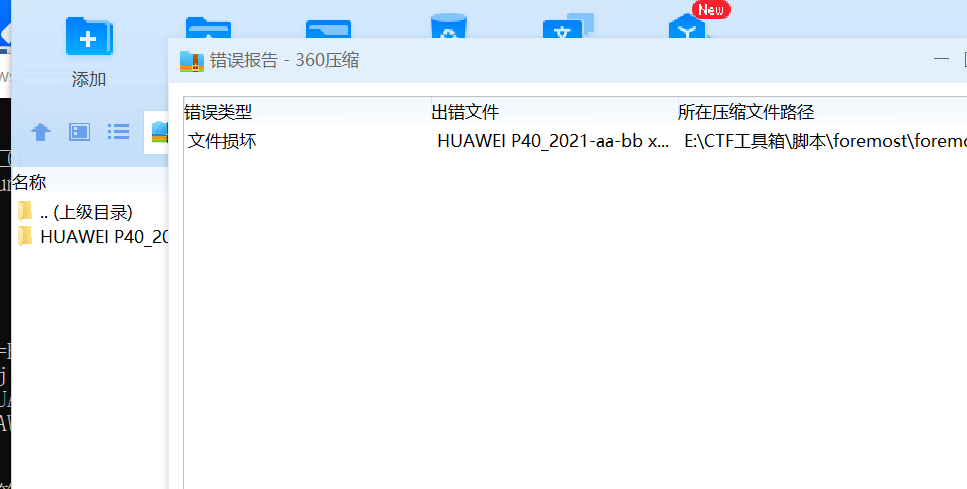 New
添加
错误报告 - 360压缩
错误类型 出错文件 所在压缩文件路径
文件损坏 HUAWEI P40_2021-aa-bb x... E:\CTF工具箱\脚本\foremost\foremo
名称
.. (上级目录)
HUAWEI P40_20